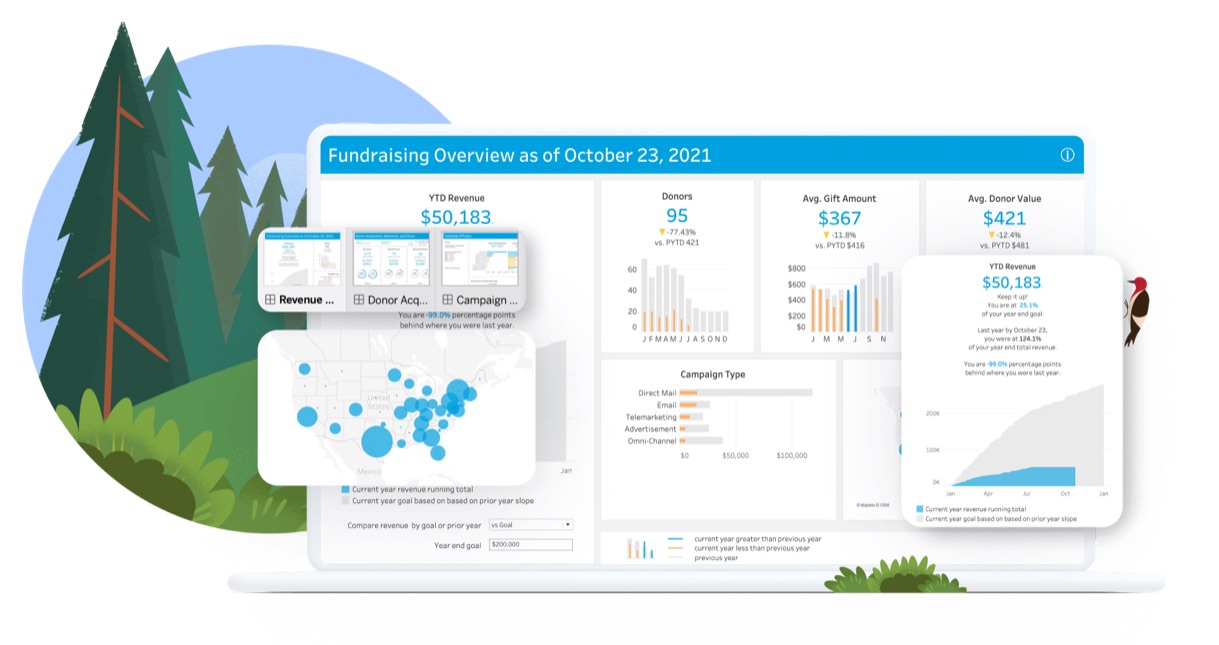 Fundraising Overview as of October 23, 2021
YTD Revenue
$50,183
Revenue ...
Donor Acq...
Campaign ...
You are -99.0% percentage points
behind where you were last year.
United
States
Mexico
Jan
Current year revenue running total
Current year goal based on based on prior year slope
Compare revenue by goal or prior year
vs Goal
Year end goal
$200,000
Donors
95
-77.43%
vs. PYTD 421
60
40
20
0
J F M A M J J A S O N D
Avg. Gift Amount
$367
-11.8%
vs. PYTD $416
$800
$600
$400
$200
$0
J M M J S N
Avg. Donor Value
$421
-12.4%
vs. PYTD $481
Campaign Type
Direct Mail
Email
Telemarketing
Advertisement
Omni-Channel
$0 $50,000 $100,000
© Mapbox © OSM
current year greater than previous year
current year less than previous year
previous year
YTD Revenue
$50,183
Keep it up!
You are at 25.1%
of your year end goal.
Last year by October 23,
you were at 124.1%
of your year end total revenue.
You are -99.0% percentage points
behind where you were last year.
200K
100K
0K
Jan Apr Jul Oct Jan
Current year revenue running total
Current year goal based on based on prior year slope